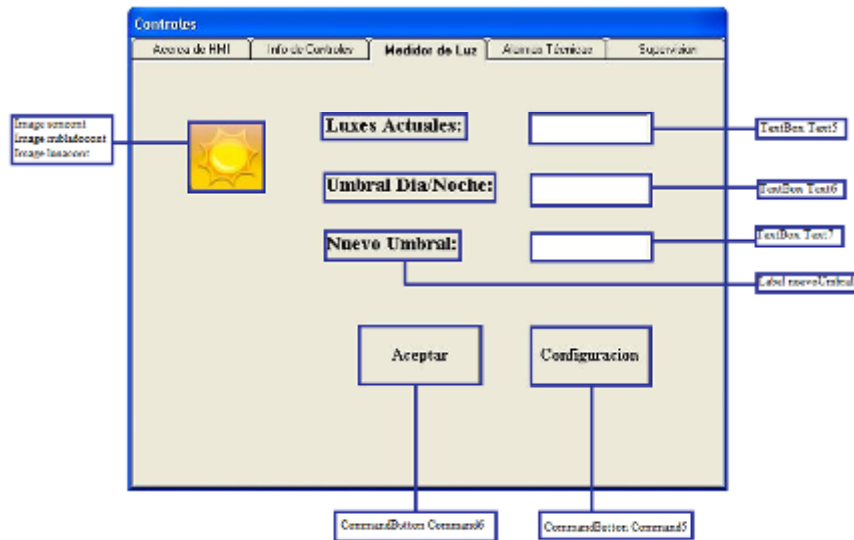 Controles
Acerca de HMI
Info de Controles
Medidor de Luz
Alarmas Técnicas
Supervision
Image
Image nubladocont
Image lunacont
Luxes Actuales:
TextBox Text5
Umbral Dia/Noche:
TextBox Text6
Nuevo Umbral:
TextBox Text7
Label nuevoUmbral
Aceptar
Configuracion
CommandButton Command6
CommandButton Command5